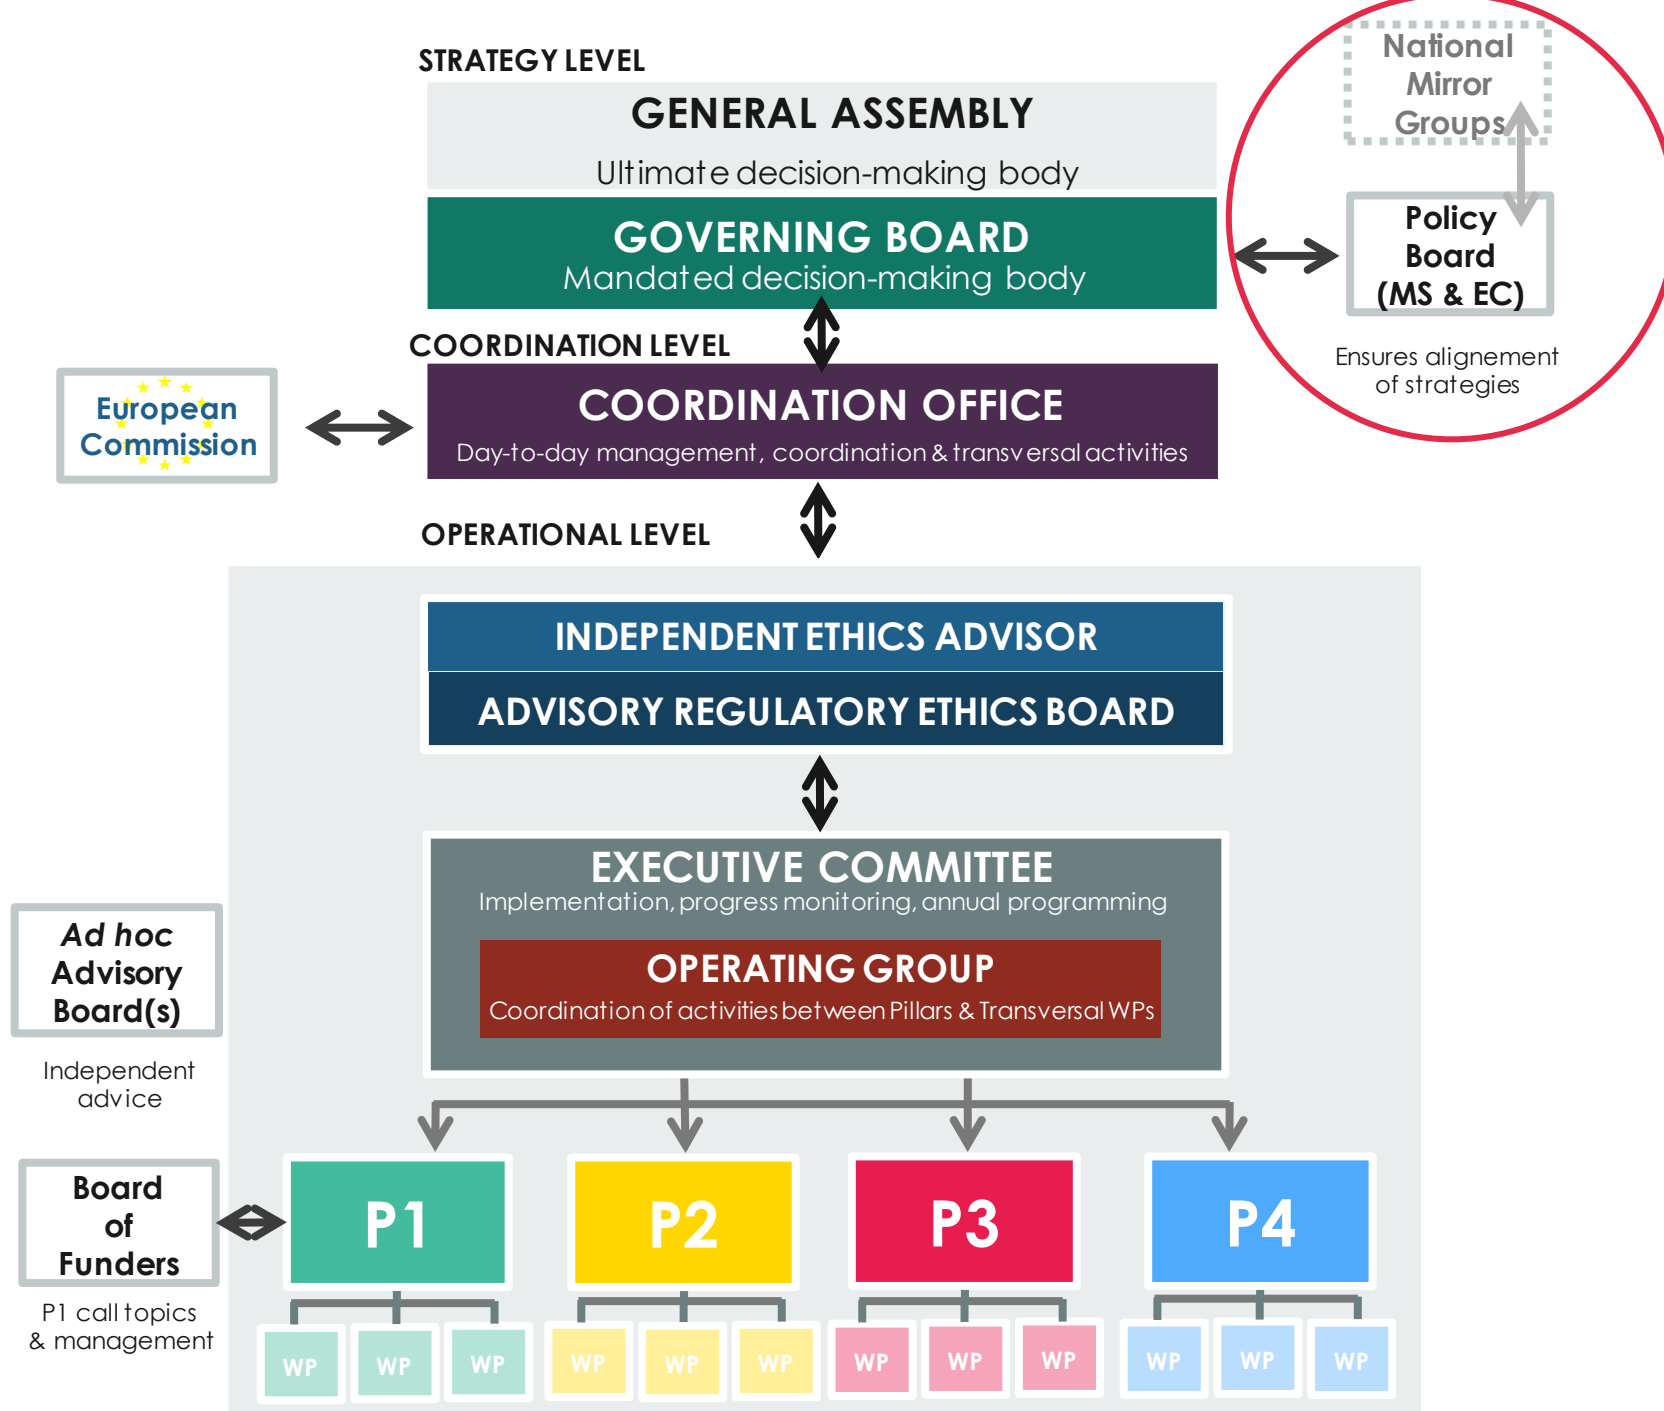 STRATEGY LEVEL
GENERAL ASSEMBLY
Ultimate decision-making body
GOVERNING BOARD
Mandated decision-making body
National
Mirror
Groups
Policy
Board
(MS & EC)
Ensures alignement
of strategies
COORDINATION LEVEL
European
Commission
COORDINATION OFFICE
Day-to-day management, coordination & transversal activities
OPERATIONAL LEVEL
INDEPENDENT ETHICS ADVISOR
ADVISORY REGULATORY ETHICS BOARD
EXECUTIVE COMMITTEE
Implementation, progress monitoring, annual programming
OPERATING GROUP
Coordination of activities between Pillars & Transversal WPs
Ad hoc
Advisory
Board(s)
Independent
advice
Board
of
Funders
P1 call topics
& management
P1
P2
P3
P4
WP
WP
WP
WP
WP
WP
WP
WP
WP
WP
WP
WP